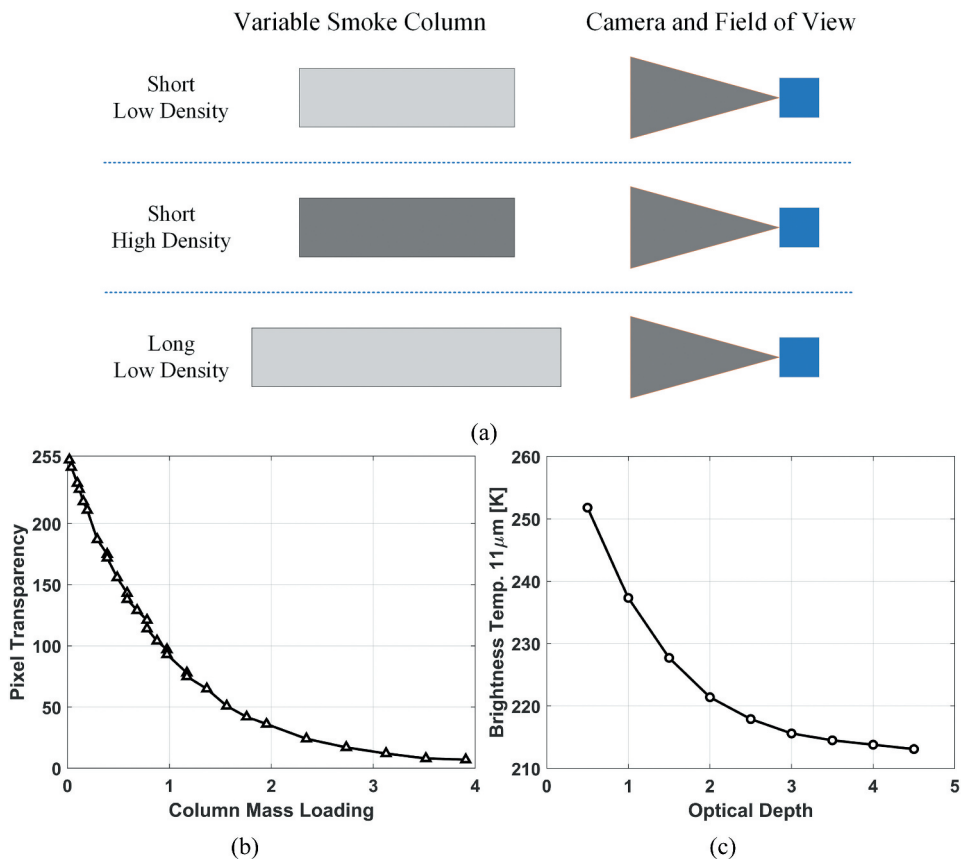 Variable Smoke Column
Camera and Field of View
Short
Low Density
Short
High Density
Long
Low Density
(a)
255
200
150
100
50
0
Pixel Transparency
0 1 2 3 4
Column Mass Loading
(b)
260
250
240
230
220
210
Brightness Temp. 11μm [K]
0 1 2 3 4 5
Optical Depth
(c)